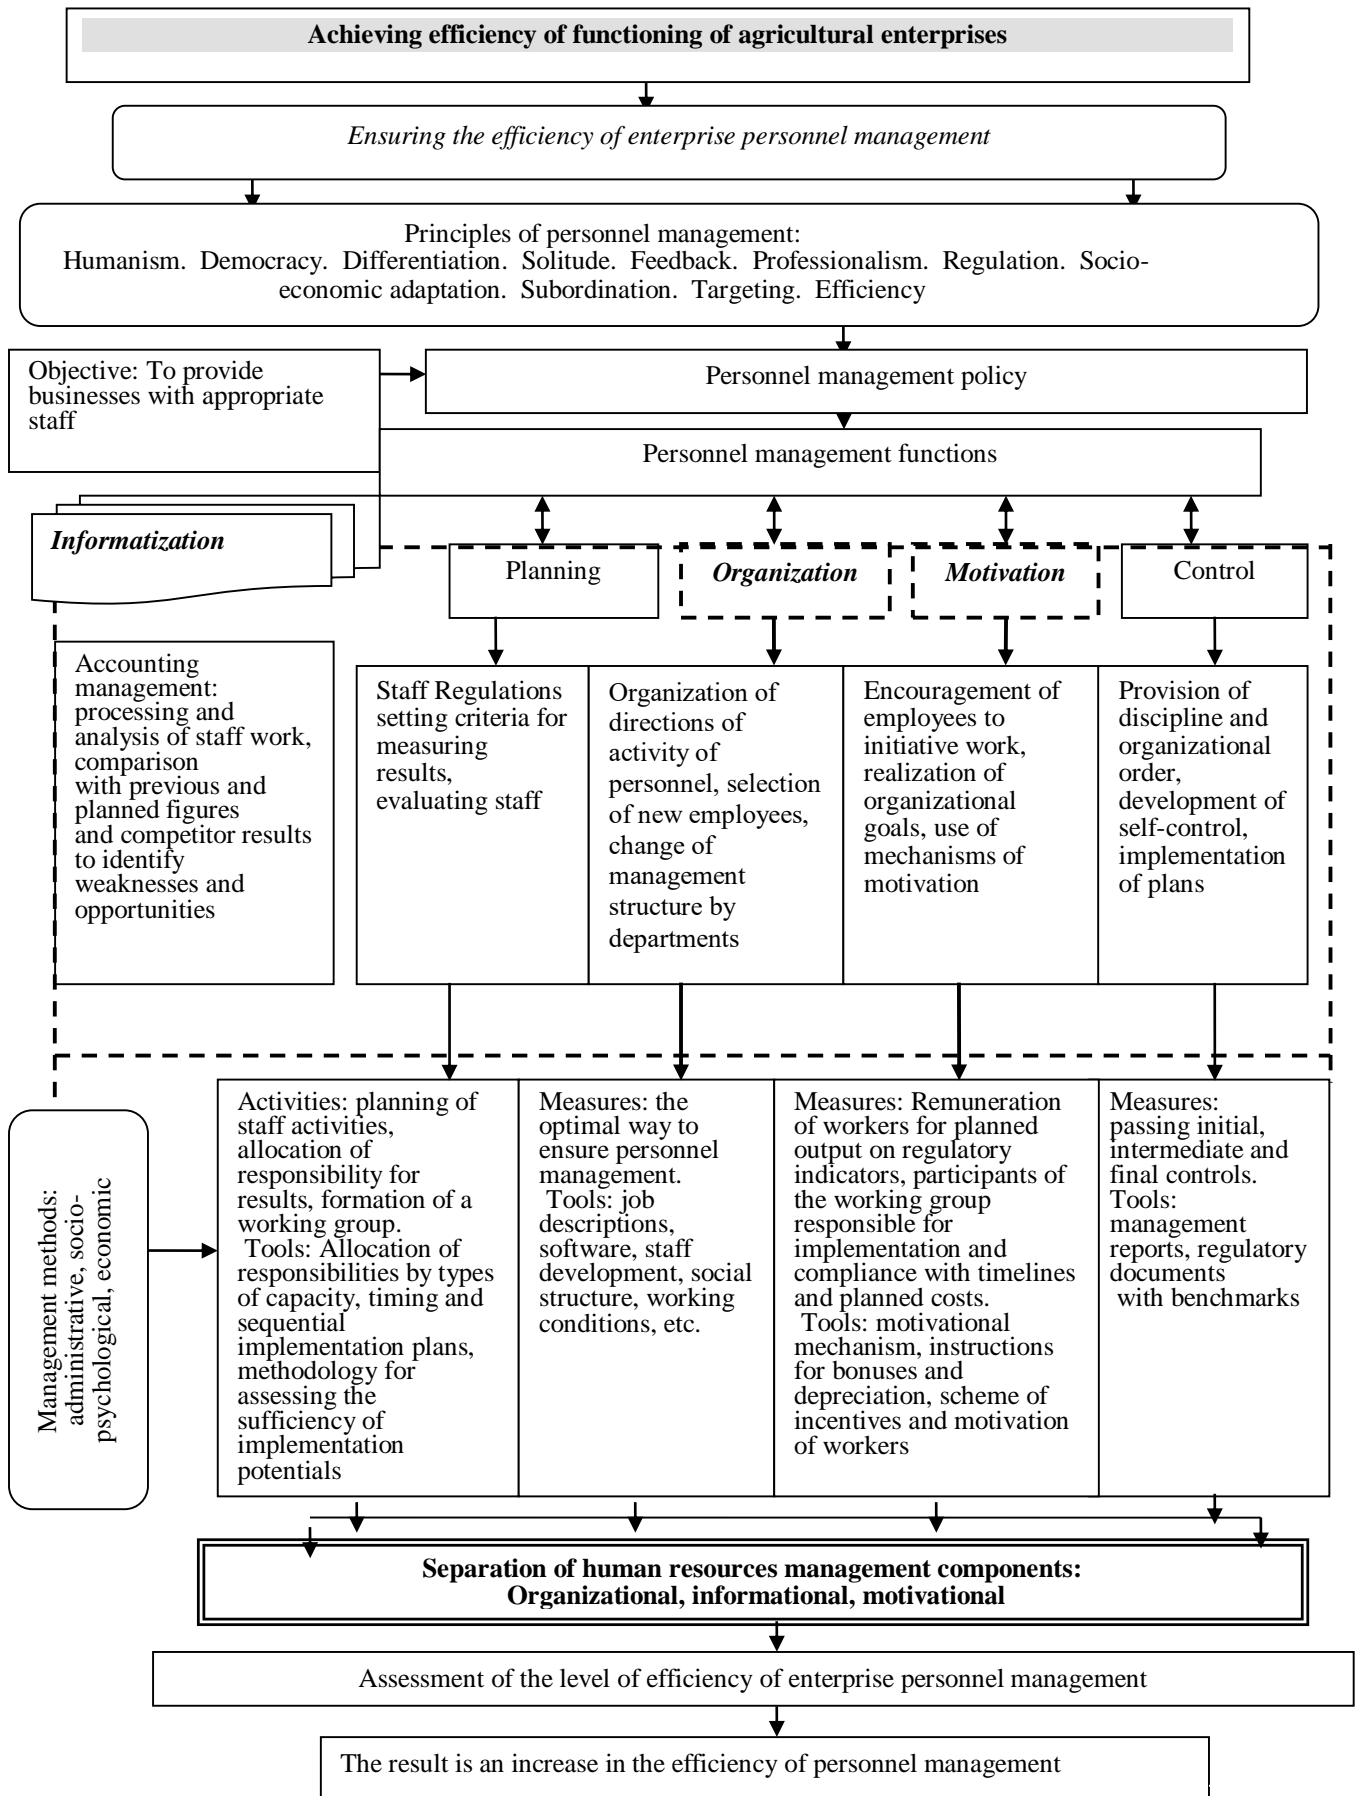 Achieving efficiency of functioning of agricultural enterprises
Ensuring the efficiency of enterprise personnel management
Principles of personnel management:
Humanism. Democracy. Differentiation. Solitude. Feedback. Professionalism. Regulation. Socio-
economic adaptation. Subordination. Targeting. Efficiency
Objective: To provide
businesses with appropriate
staff
Personnel management policy
Personnel management functions
Informatization
Planning
Organization
Motivation
Control
Accounting
management:
processing and
analysis of staff work,
comparison
with previous and
planned figures
and competitor results
to identify
weaknesses and
opportunities
Staff Regulations
setting criteria for
measuring
results,
evaluating staff
Organization of
directions of
activity of
personnel, selection
of new employees,
change of
management
structure by
departments
Encouragement of
employees to
initiative work,
realization of
organizational
goals, use of
mechanisms of
motivation
Provision of
discipline and
organizational
order,
development of
self-control,
implementation
of plans
Management methods:
administrative, socio-
psychological, economic
Activities: planning of
staff activities,
allocation of
responsibility for
results, formation of a
working group.
Tools: Allocation of
responsibilities by types
of capacity, timing and
sequential
implementation plans,
methodology for
assessing the
sufficiency of
implementation
potentials
Measures: the
optimal way to
ensure personnel
management.
Tools: job
descriptions,
software, staff
development, social
structure, working
conditions, etc.
Measures: Remuneration
of workers for planned
output on regulatory
indicators, participants of
the working group
responsible for
implementation and
compliance with timelines
and planned costs.
Tools: motivational
mechanism, instructions
for bonuses and
depreciation, scheme of
incentives and motivation
of workers
Measures:
passing initial,
intermediate and
final controls.
Tools:
management
reports, regulatory
documents
with benchmarks
Separation of human resources management components:
Organizational, informational, motivational
Assessment of the level of efficiency of enterprise personnel management
The result is an increase in the efficiency of personnel management